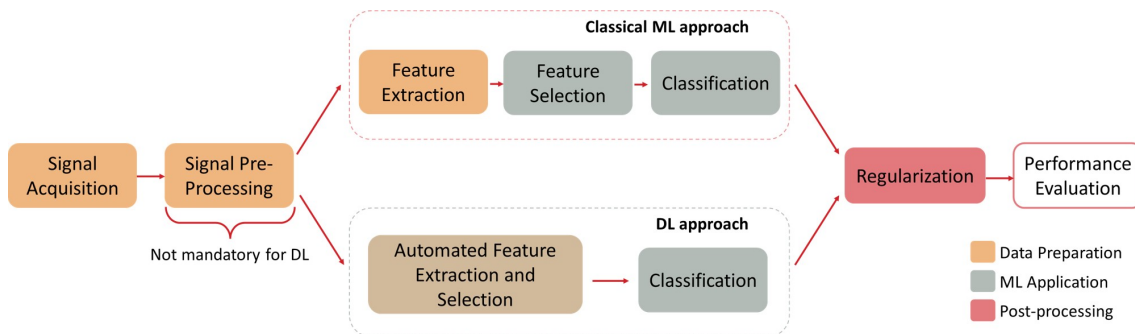 Classical ML approach
Feature
Extraction
Feature
Selection
Classification
Signal
Acquisition
Signal Pre-
Processing
Not mandatory for DL
DL approach
Automated Feature
Extraction and
Selection
Classification
Regularization
Performance
Evaluation
Data Preparation
ML Application
Post-processing